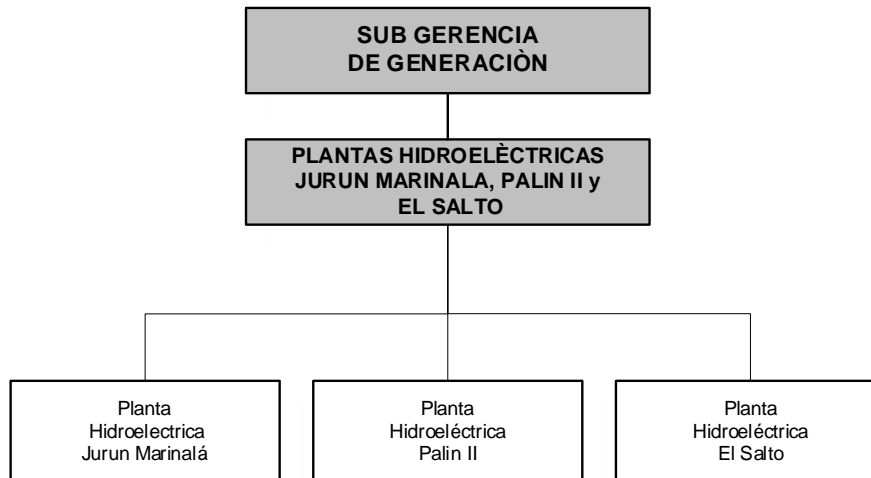 SUB GERENCIA
DE GENERACIÒN
PLANTAS HIDROELÈCTRICAS
JURUN MARINALA, PALIN II y
EL SALTO
Planta
Hidroelectrica
Jurun Marinalá
Planta
Hidroeléctrica
Palin II
Planta
Hidroeléctrica
El Salto